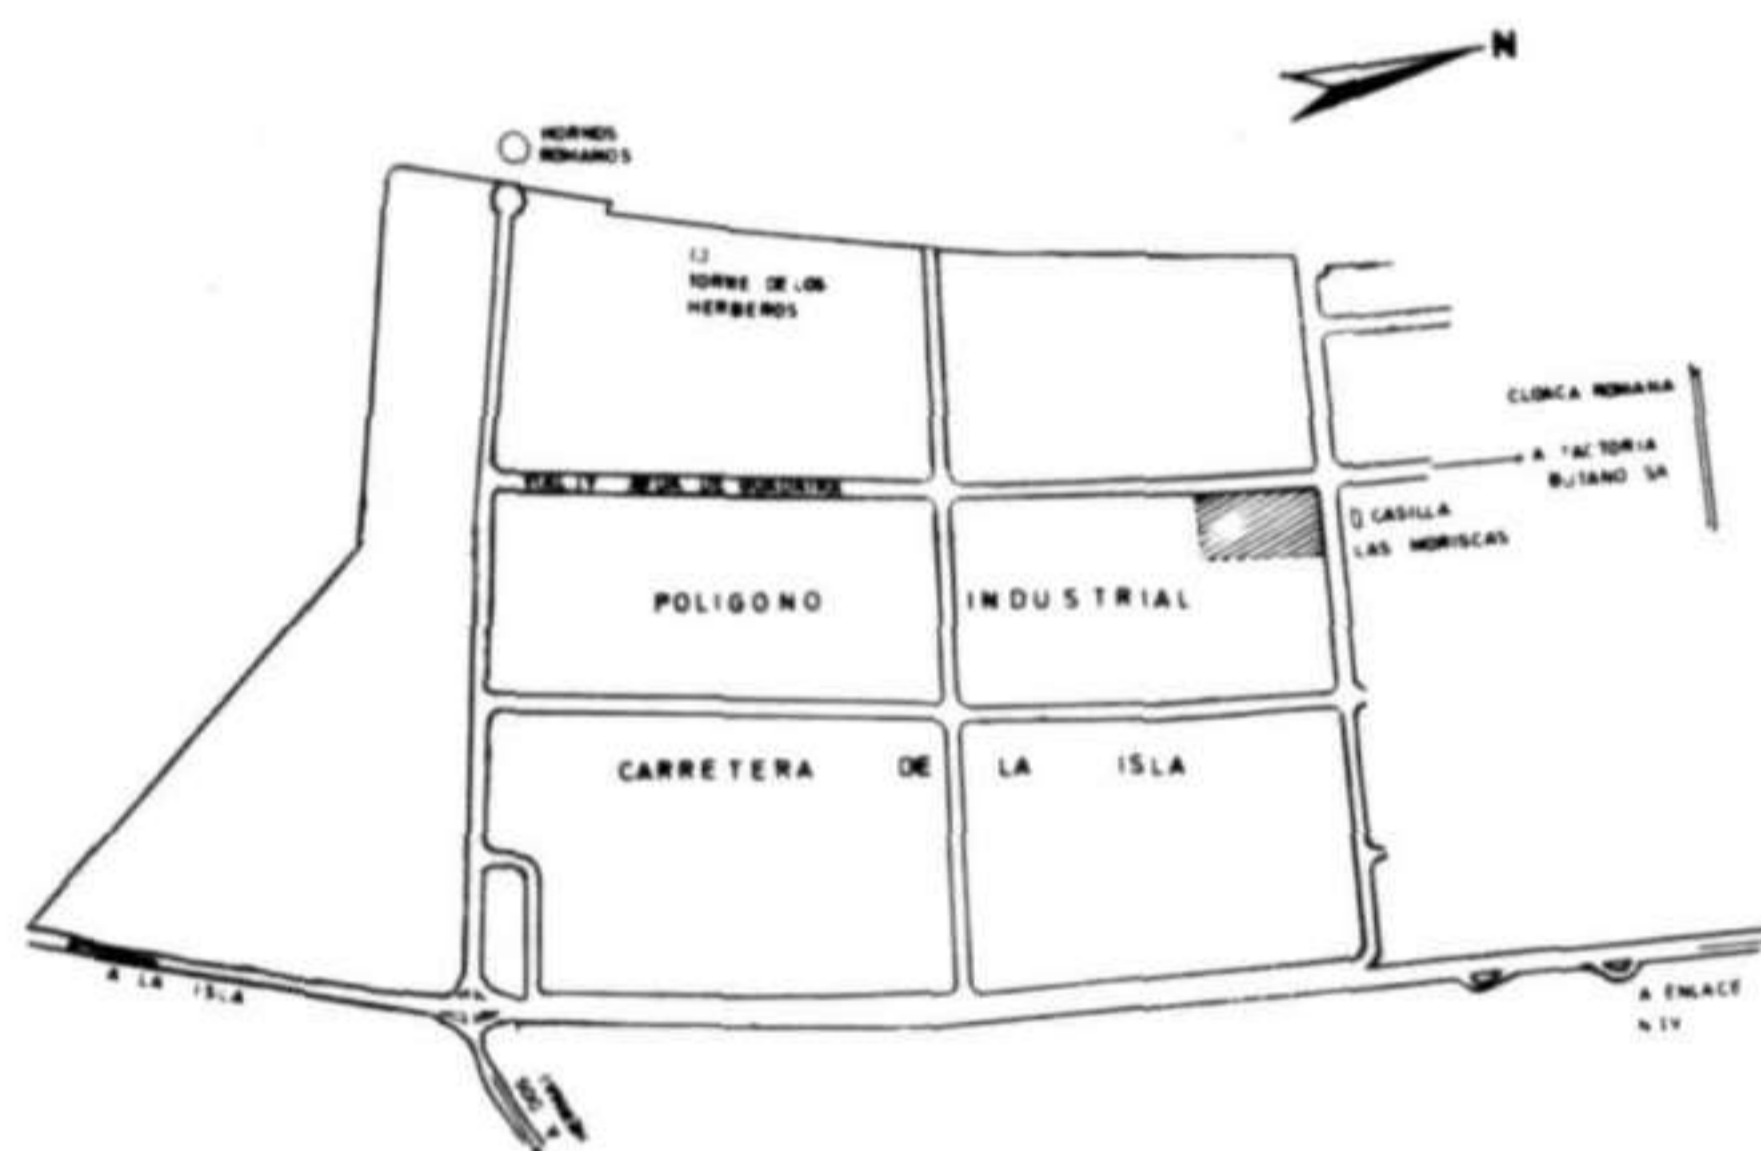 N
HORNOS
ROMANOS
TORRE DE LOS
HERBEROS
CLOACA ROMANA
A FACTORIA
BUTANO SA
CASILLA
LAS MORISCAS
POLIGONO INDUSTRIAL
CARRETERA DE LA ISLA
A LA ISLA
A ENLACE
N IV
A DOS